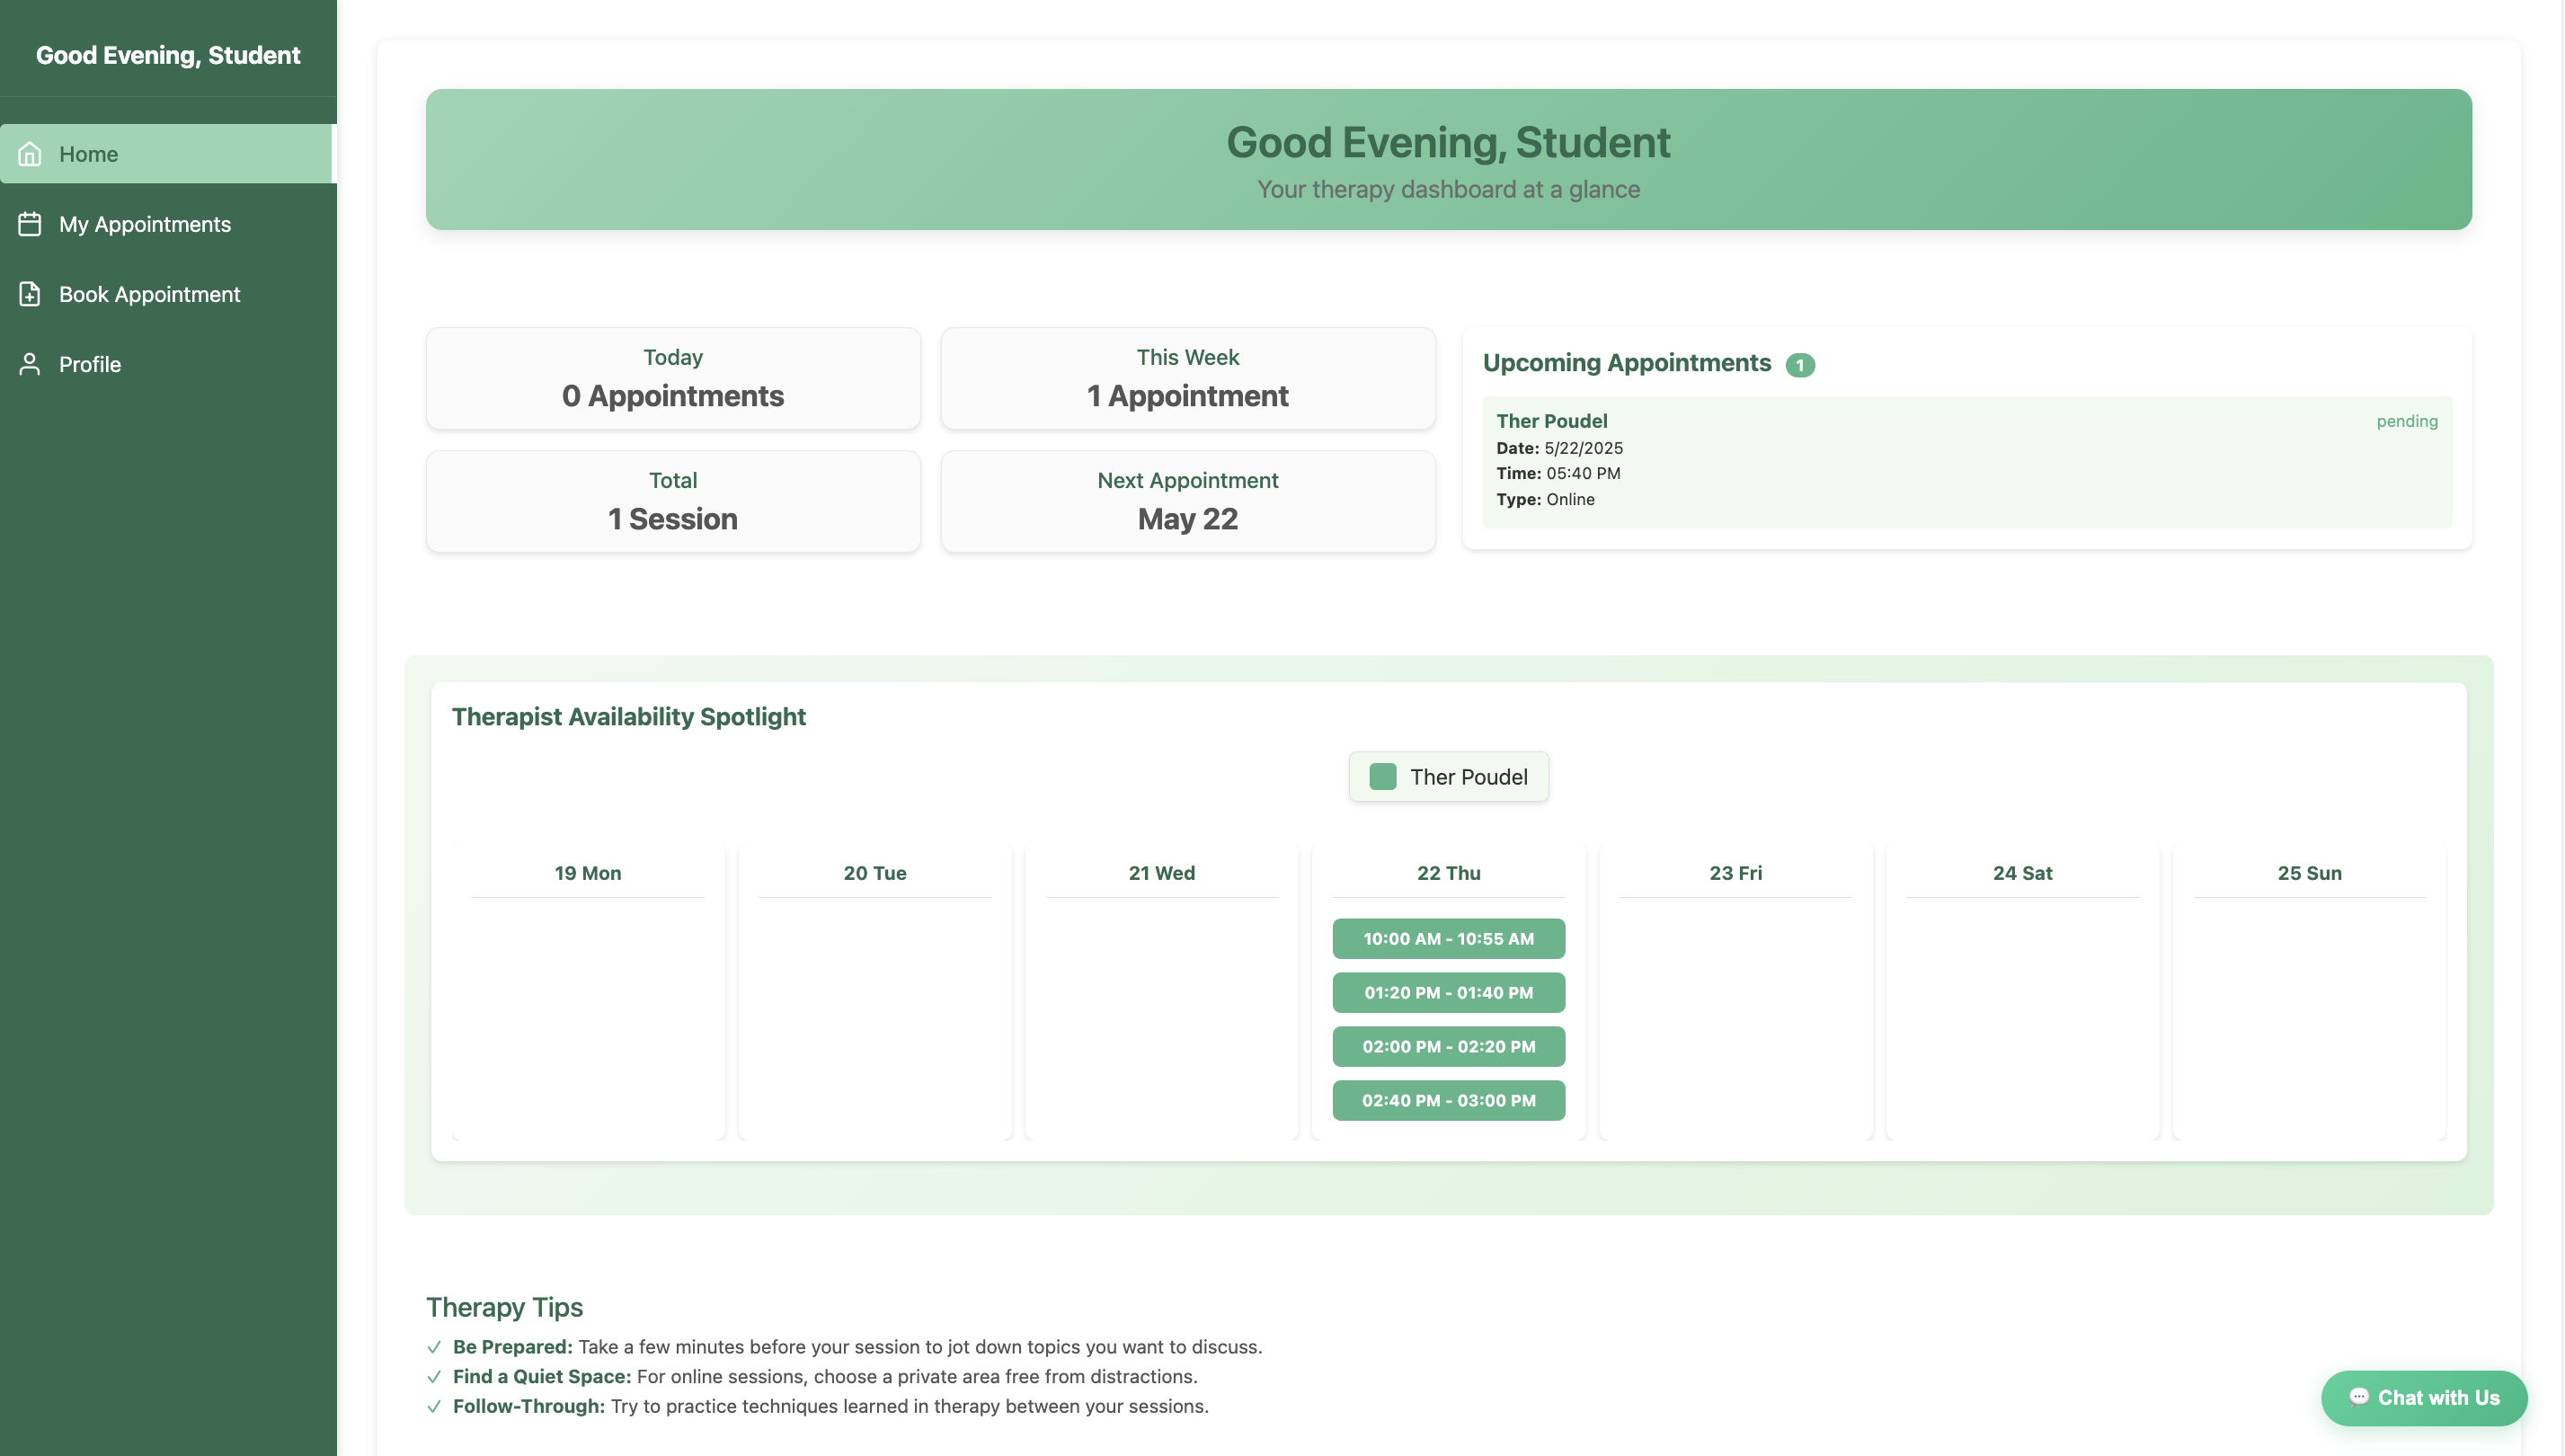 Good Evening, Student
Home
My Appointments
Book Appointment
Profile
Good Evening, Student
Your therapy dashboard at a glance
Today
0 Appointments
This Week
1 Appointment
Total
1 Session
Next Appointment
May 22
Upcoming Appointments 1
Ther Poudel pending
Date: 5/22/2025
Time: 05:40 PM
Type: Online
Therapist Availability Spotlight
Ther Poudel
19 Mon 20 Tue 21 Wed 22 Thu 23 Fri 24 Sat 25 Sun
10:00 AM - 10:55 AM
01:20 PM - 01:40 PM
02:00 PM - 02:20 PM
02:40 PM - 03:00 PM
Therapy Tips
✓ Be Prepared: Take a few minutes before your session to jot down topics you want to discuss.
✓ Find a Quiet Space: For online sessions, choose a private area free from distractions.
✓ Follow-Through: Try to practice techniques learned in therapy between your sessions.
💬 Chat with Us